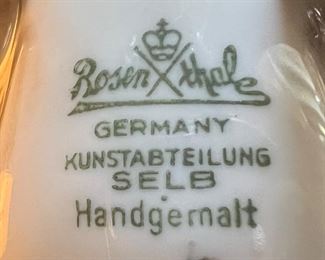 Rosenthal
GERMANY
KUNSTABTEILUNG
SELB
Handgemalt